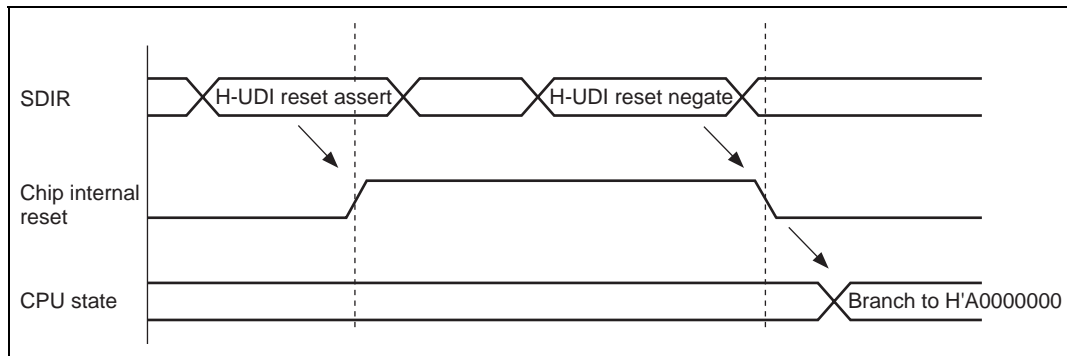 SDIR
H-UDI reset assert
H-UDI reset negate
Chip internal
reset
CPU state
Branch to H'A0000000